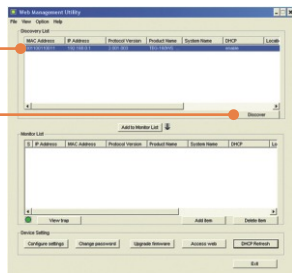 Web Management Utility
File View Option Help
Discovery List
MAC Address IP Address Protocol Version Product Name System Name DHCP Locati
Discover
Add to Monitor List
Monitor List
S IP Address MAC Address Protocol Version Product Name System Name DHCP Lo
View trap Add item Delete item
Device Setting
Configure settings Change password Upgrade firmware Access web DHCP Refresh
Exit